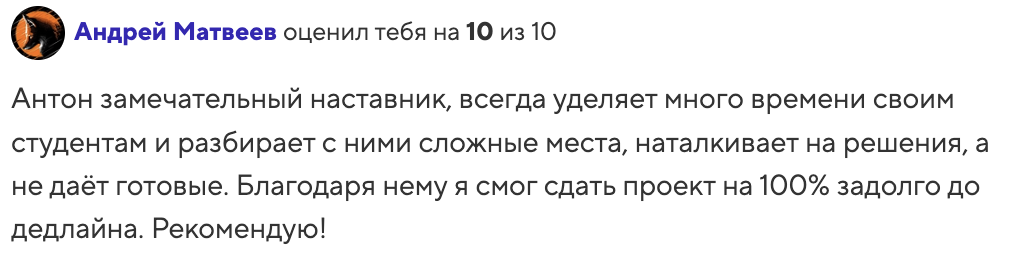 Андрей Матвеев оценил тебя на 10 из 10
Антон замечательный наставник, всегда уделяет много времени своим
студентам и разбирает с ними сложные места, наталкивает на решения, а
не даёт готовые. Благодаря нему я смог сдать проект на 100% задолго до
дедлайна. Рекомендую!